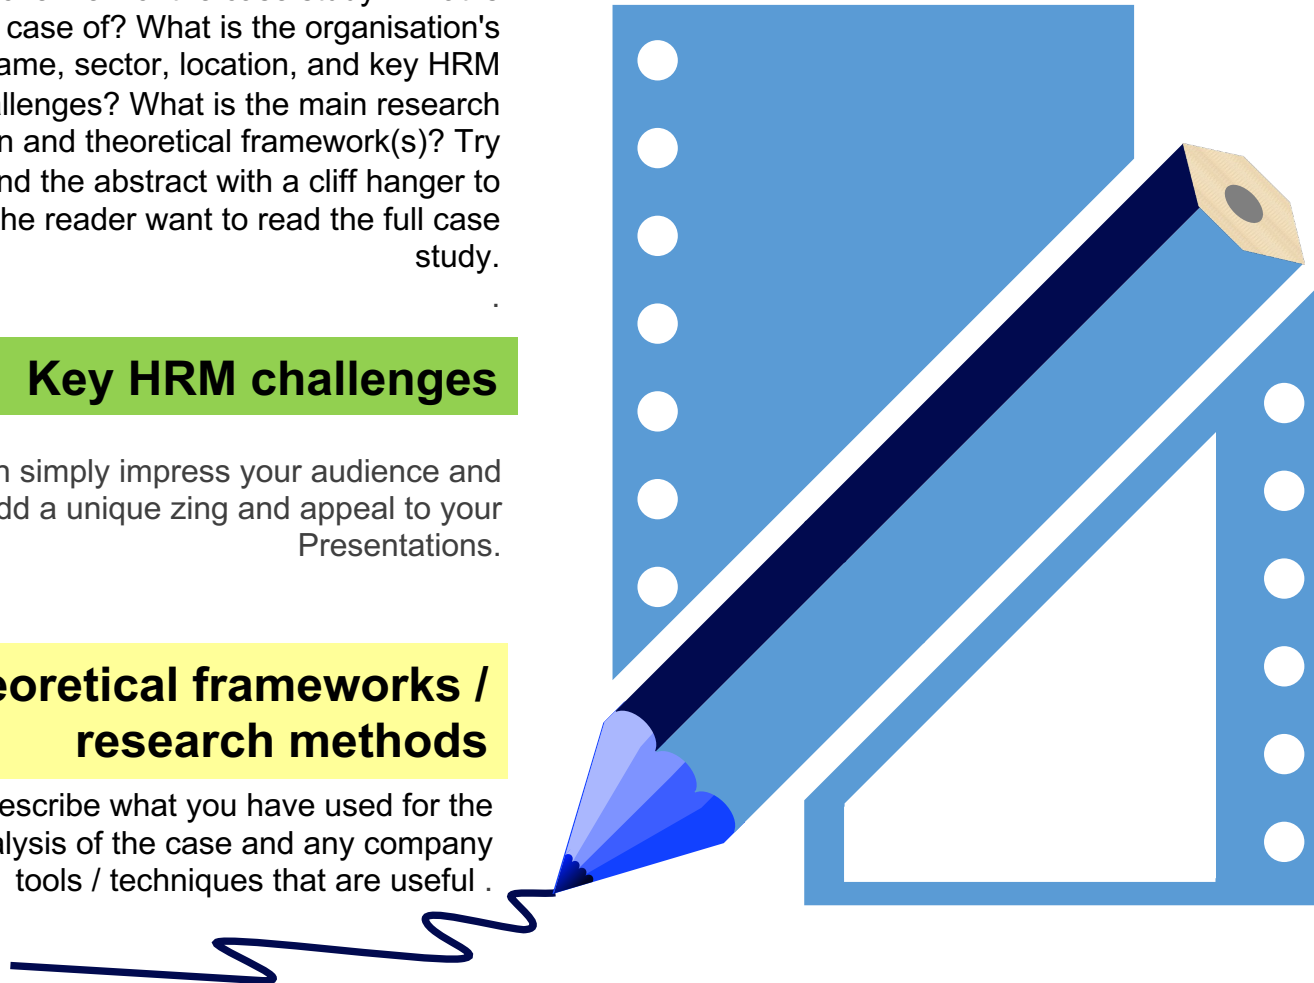 case of? What is the organisation's
ame, sector, location, and key HRM
allenges? What is the main research
n and theoretical framework(s)? Try
nd the abstract with a cliff hanger to
he reader want to read the full case
study.
.
Key HRM challenges
n simply impress your audience and
dd a unique zing and appeal to your
Presentations.
eoretical frameworks /
research methods
escribe what you have used for the
alysis of the case and any company
tools / techniques that are useful .